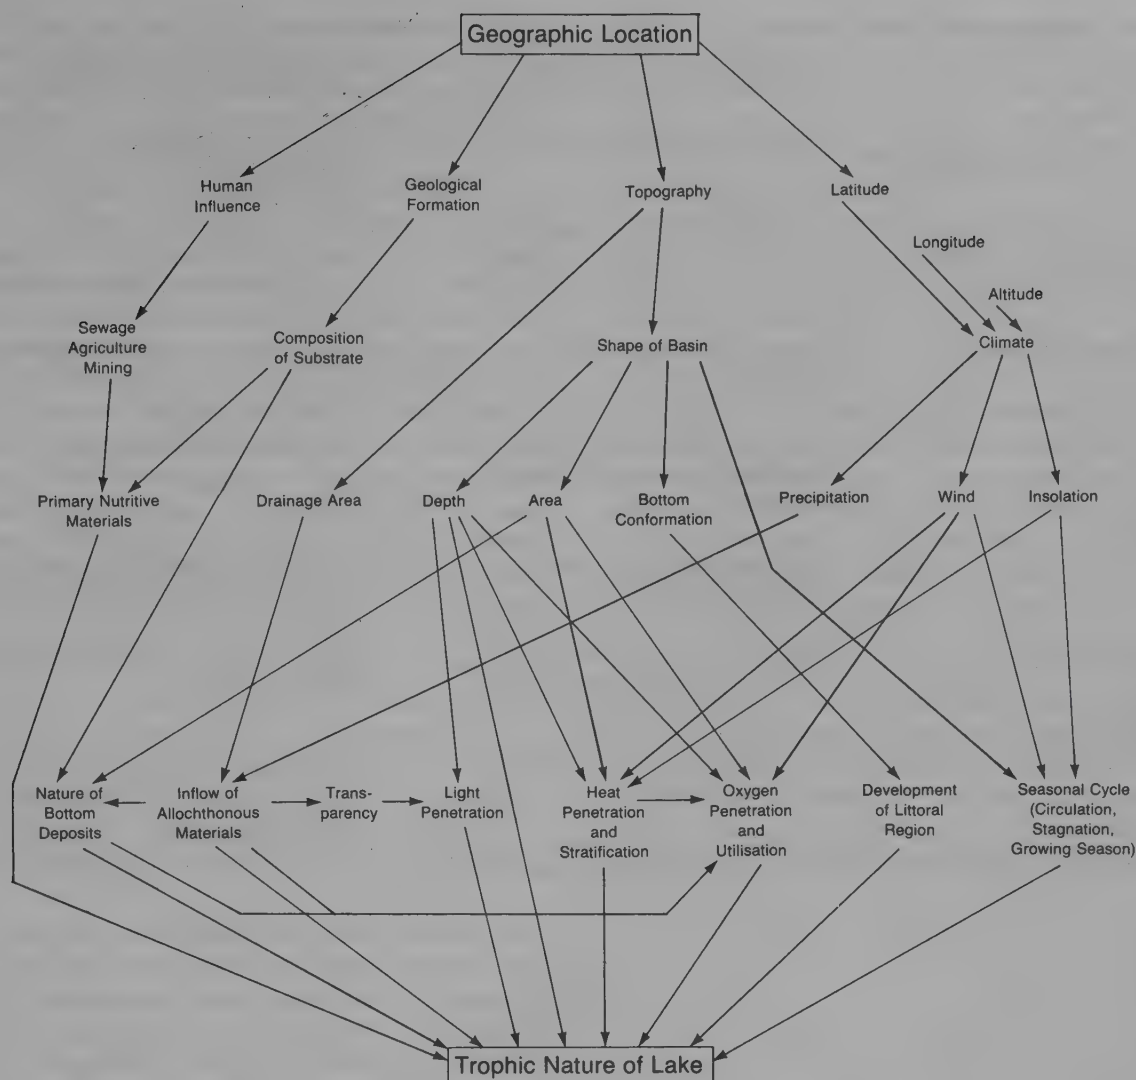 Geographic Location
Human
Influence
Geological
Formation
Topography
Latitude
Longitude
Altitude
Sewage
Agriculture
Mining
Composition
of Substrate
Shape of Basin
Climate
Primary Nutritive
Materials
Drainage Area
Depth
Area
Bottom
Conformation
Precipitation
Wind
Insolation
Nature of
Bottom
Deposits
Inflow of
Allochthonous
Materials
Trans-
parency
Light
Penetration
Heat
Penetration
and
Stratification
Oxygen
Penetration
and
Utilisation
Development
of Littoral
Region
Seasonal Cycle
(Circulation,
Stagnation,
Growing Season)
Trophic Nature of Lake